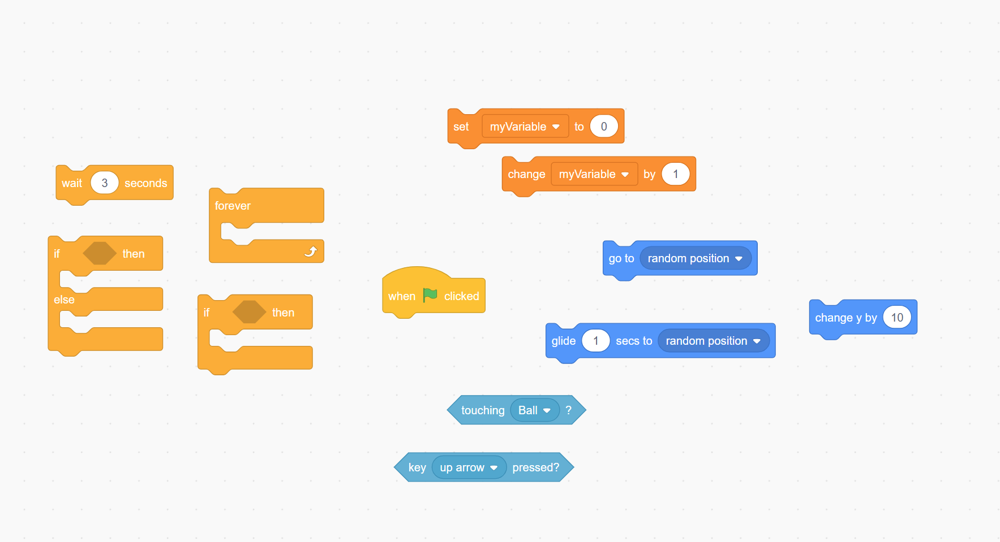 set myVariable to 0
change myVariable by 1
wait 3 seconds
forever
if then
else
if then
when clicked
go to random position
glide 1 secs to random position
change y by 10
touching Ball ?
key up arrow pressed?